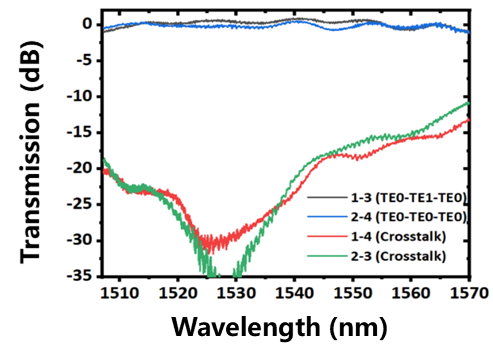 Transmission (dB)
0
-5
-10
-15
-20
-25
-30
-35
1-3 (TE0-TE1-TE0)
2-4 (TE0-TE0-TE0)
1-4 (Crosstalk)
2-3 (Crosstalk)
1510 1520 1530 1540 1550 1560 1570
Wavelength (nm)